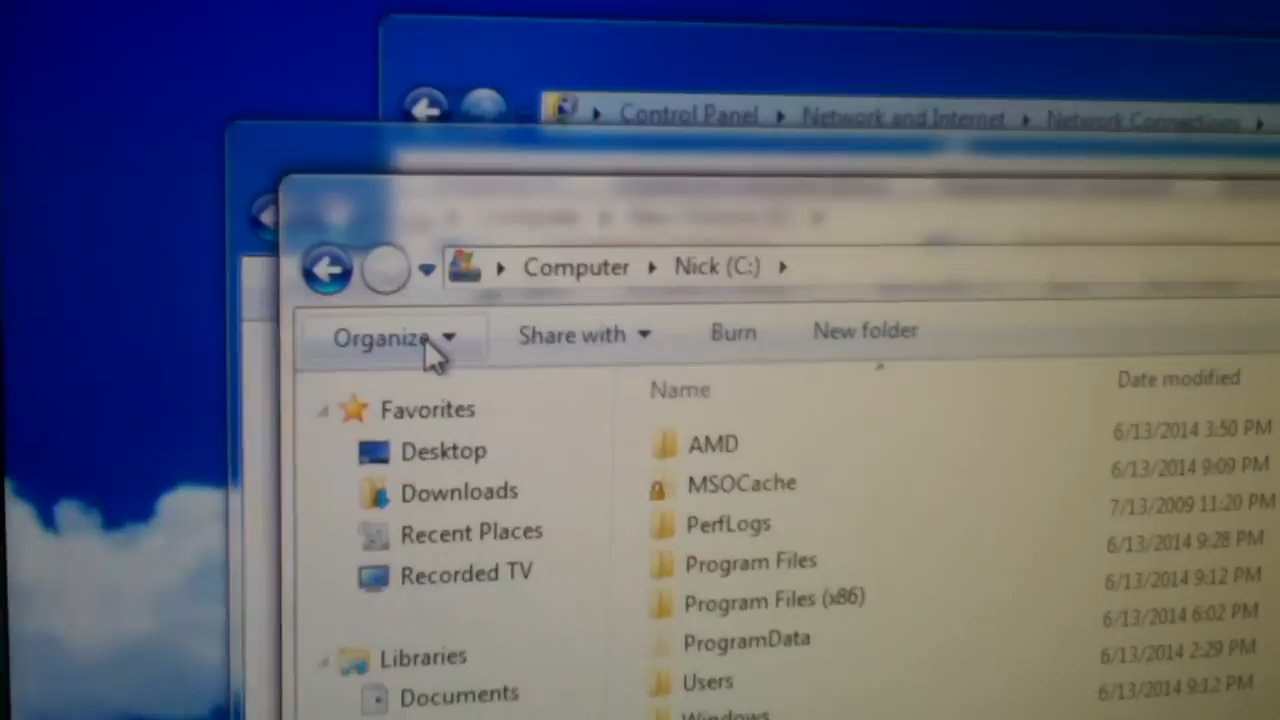 Control Panel Network and Internet Network Connections
Computer Nick (C:)
Organize Share with Burn New folder
Name Date modified
Favorites
Desktop
Downloads
Recent Places
Recorded TV
Libraries
Documents
AMD 6/13/2014 3:50 PM
MSOCache 6/13/2014 9:09 PM
PerfLogs 7/13/2009 11:20 PM
Program Files 6/13/2014 9:28 PM
Program Files (x86) 6/13/2014 9:12 PM
ProgramData 6/13/2014 6:02 PM
Users 6/13/2014 2:29 PM
Windows 6/13/2014 9:12 PM